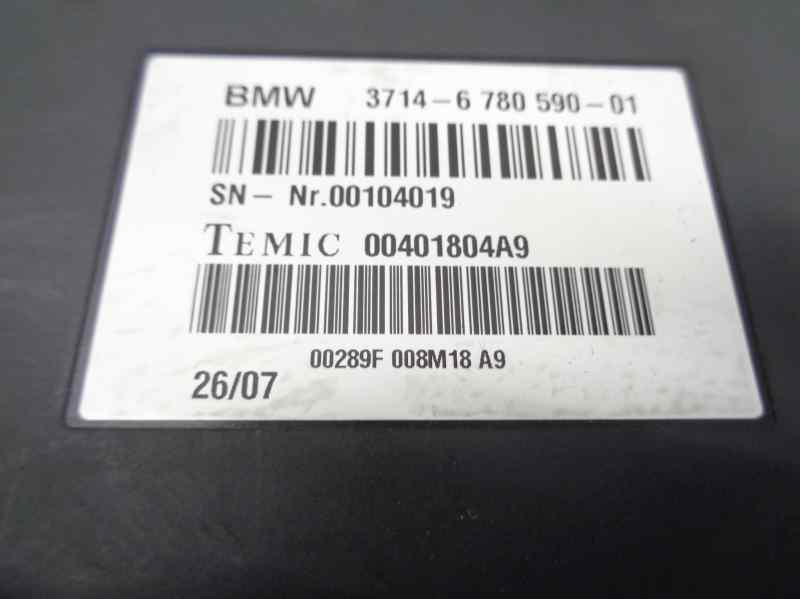 BMW 3714-6 780 590-01
SN- Nr.00104019
TEMIC 00401804A9
00289F 008M18 A9
26/07